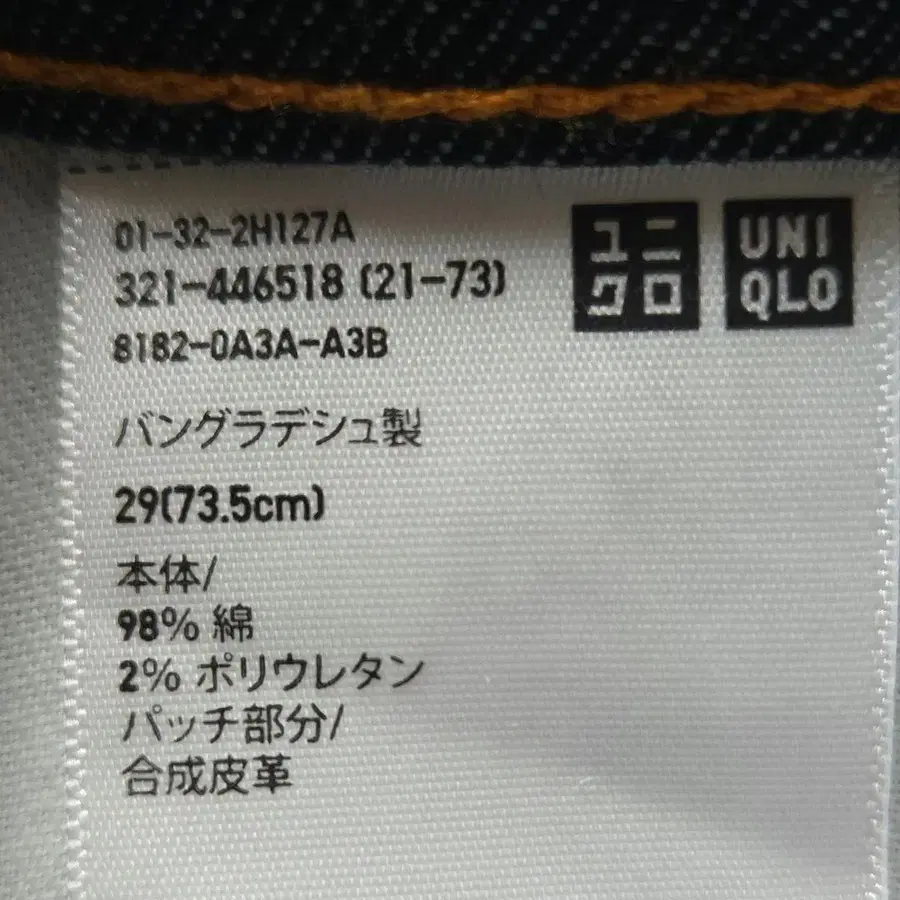 01-32-2H127A
321-446518 (21-73)
8182-0A3A-A3B
ユニ
クロ
UNI
QLO
バングラデシュ製
29(73.5cm)
本体/
98% 綿
2% ポリウレタン
パッチ部分/
合成皮革